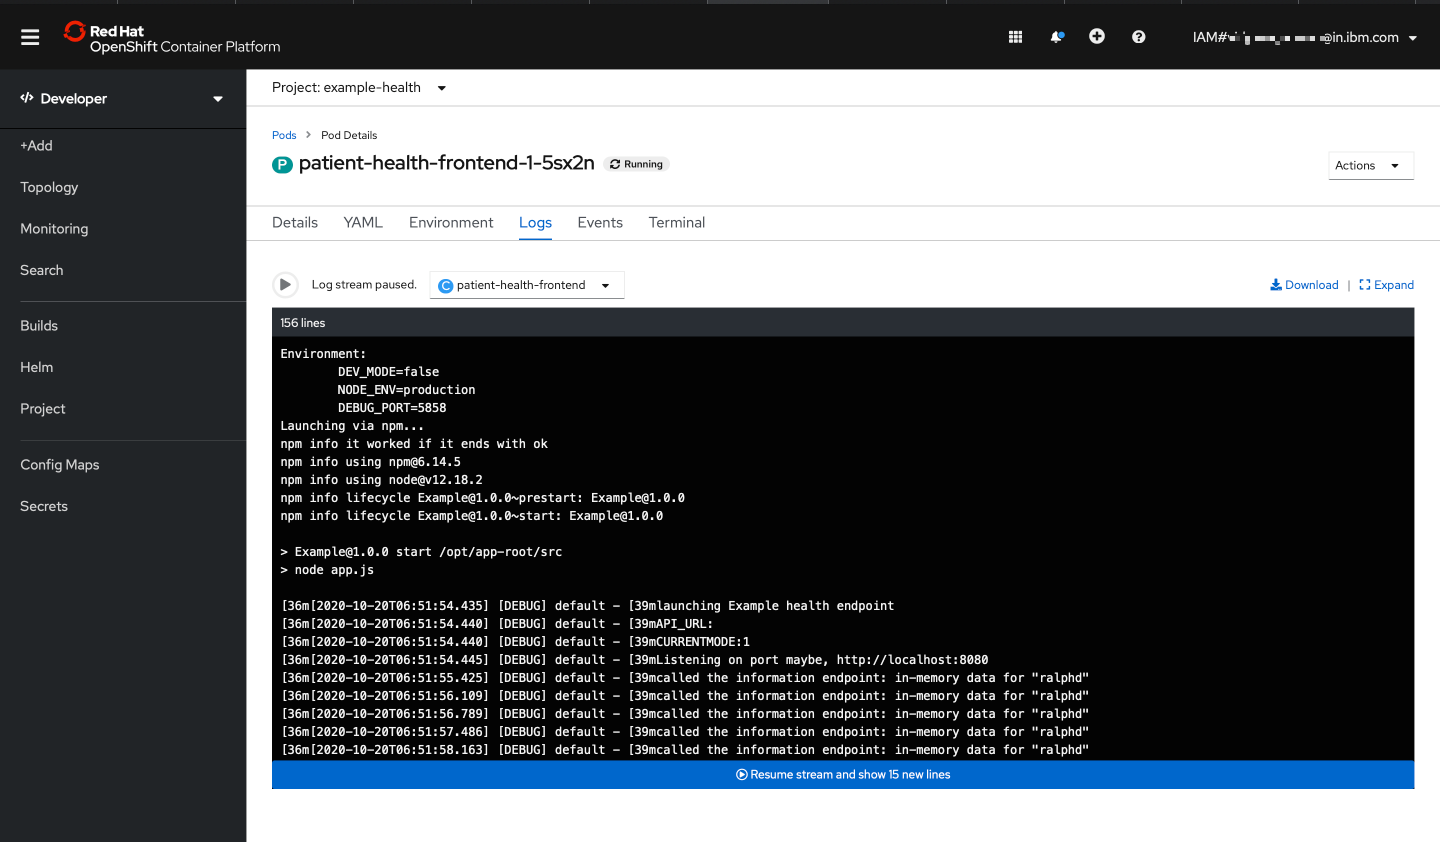 Red Hat
OpenShift Container Platform
@in.ibm.com
Developer
+Add
Topology
Monitoring
Search
Builds
Helm
Project
Config Maps
Secrets
Project: example-health
Pods > Pod Details
P patient-health-frontend-1-5sx2n Running
Actions
Details YAML Environment Logs Events Terminal
Log stream paused. C patient-health-frontend Download | Expand
156 lines
Environment:
DEV_MODE=false
NODE_ENV=production
DEBUG_PORT=5858
Launching via npm...
npm info it worked if it ends with ok
npm info using npm@6.14.5
npm info using node@v12.18.2
npm info lifecycle Example@1.0.0~prestart: Example@1.0.0
npm info lifecycle Example@1.0.0~start: Example@1.0.0
> Example@1.0.0 start /opt/app-root/src
> node app.js
[36m[2020-10-20T06:51:54.435] [DEBUG] default - [39mlaunching Example health endpoint
[36m[2020-10-20T06:51:54.440] [DEBUG] default - [39mAPI_URL:
[36m[2020-10-20T06:51:54.440] [DEBUG] default - [39mCURRENTMODE:1
[36m[2020-10-20T06:51:54.445] [DEBUG] default - [39mListening on port maybe, http://localhost:8080
[36m[2020-10-20T06:51:55.425] [DEBUG] default - [39mcalled the information endpoint: in-memory data for "ralphd"
[36m[2020-10-20T06:51:56.109] [DEBUG] default - [39mcalled the information endpoint: in-memory data for "ralphd"
[36m[2020-10-20T06:51:56.789] [DEBUG] default - [39mcalled the information endpoint: in-memory data for "ralphd"
[36m[2020-10-20T06:51:57.486] [DEBUG] default - [39mcalled the information endpoint: in-memory data for "ralphd"
[36m[2020-10-20T06:51:58.163] [DEBUG] default - [39mcalled the information endpoint: in-memory data for "ralphd"
Resume stream and show 15 new lines